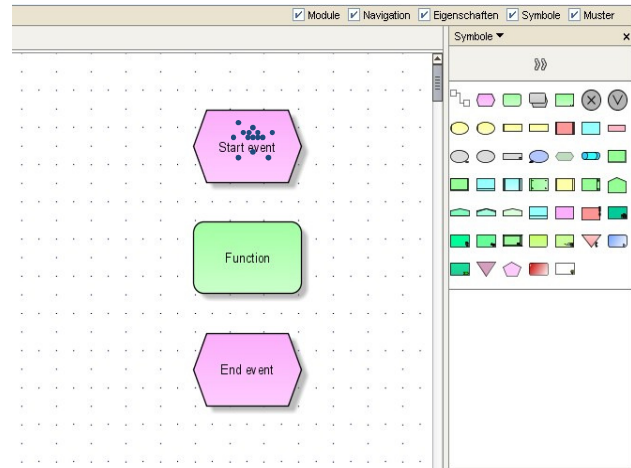 Module Navigation Eigenschaften Symbole Muster
Symbole
Start event
Function
End event